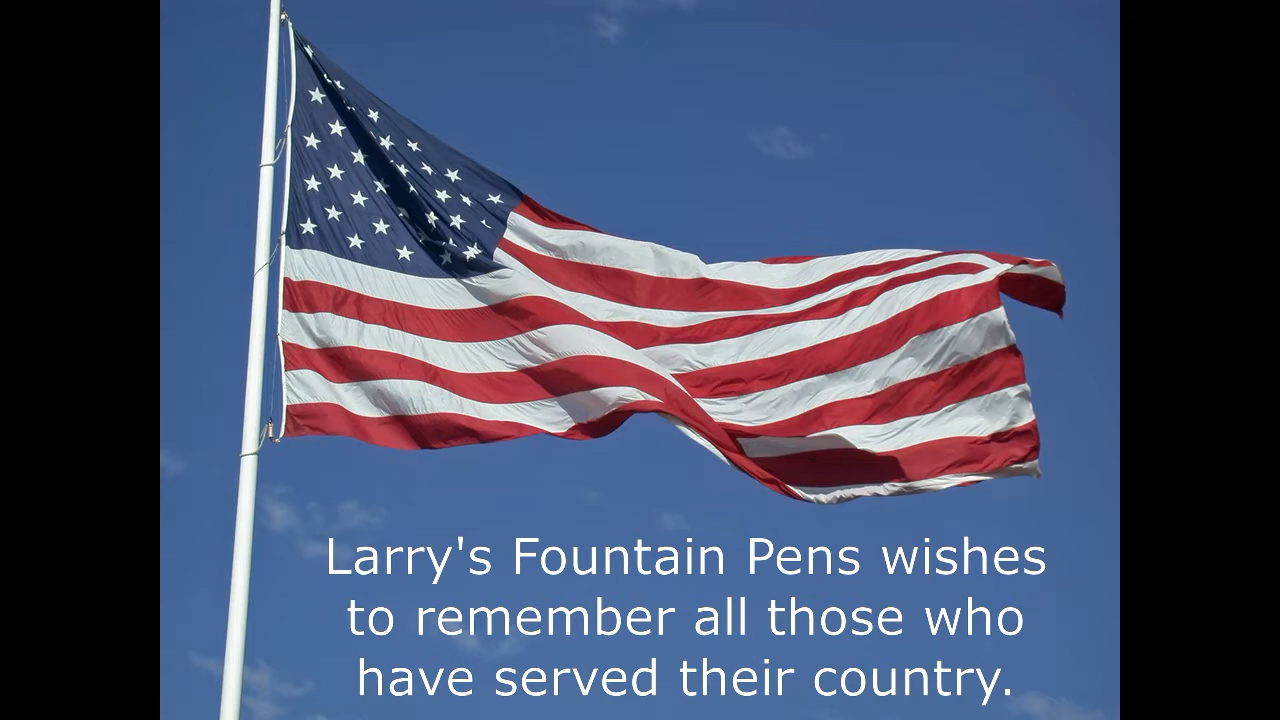 Larry's Fountain Pens wishes
to remember all those who
have served their country.